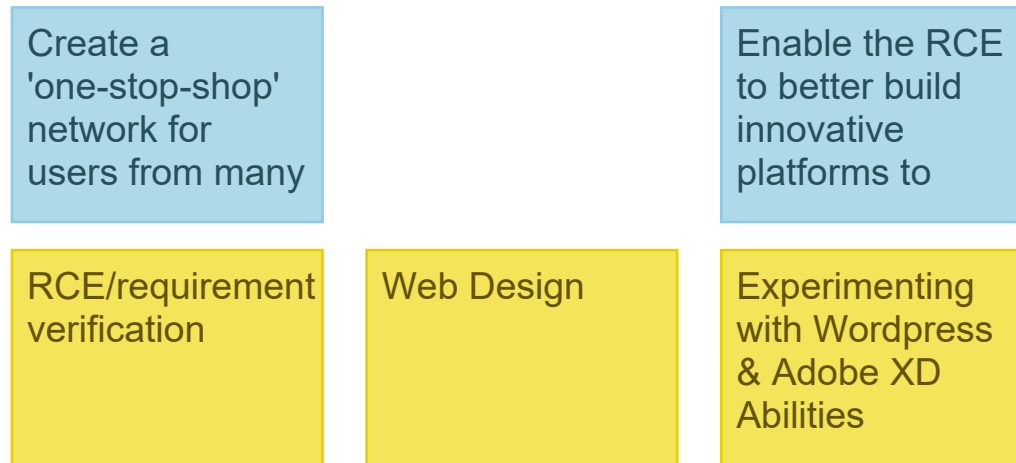 Create a
'one-stop-shop'
network for
users from many
Enable the RCE
to better build
innovative
platforms to
RCE/requirement
verification
Web Design
Experimenting
with Wordpress
& Adobe XD
Abilities